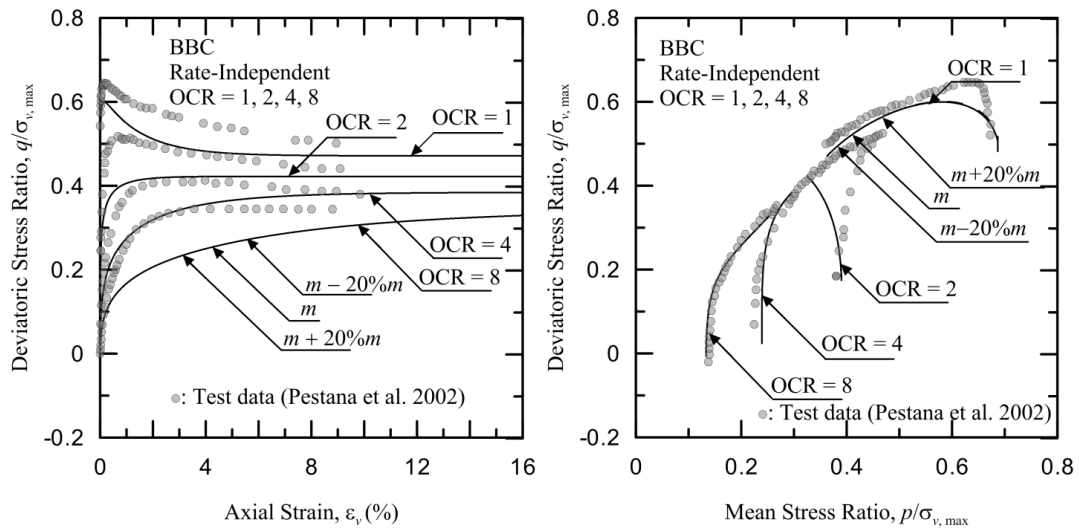 BBC
Rate-Independent
OCR = 1, 2, 4, 8
OCR = 2
OCR = 1
OCR = 4
OCR = 8
m − 20%m
m
m + 20%m
: Test data (Pestana et al. 2002)
Deviatoric Stress Ratio, q/σv, max
0.8
0.6
0.4
0.2
0
-0.2
0
4
8
12
16
Axial Strain, εv (%)
BBC
Rate-Independent
OCR = 1, 2, 4, 8
OCR = 1
m+20%m
m
m−20%m
OCR = 2
OCR = 4
OCR = 8
: Test data (Pestana et al. 2002)
Deviatoric Stress Ratio, q/σv, max
0.8
0.6
0.4
0.2
0
-0.2
0
0.2
0.4
0.6
0.8
Mean Stress Ratio, p/σv, max